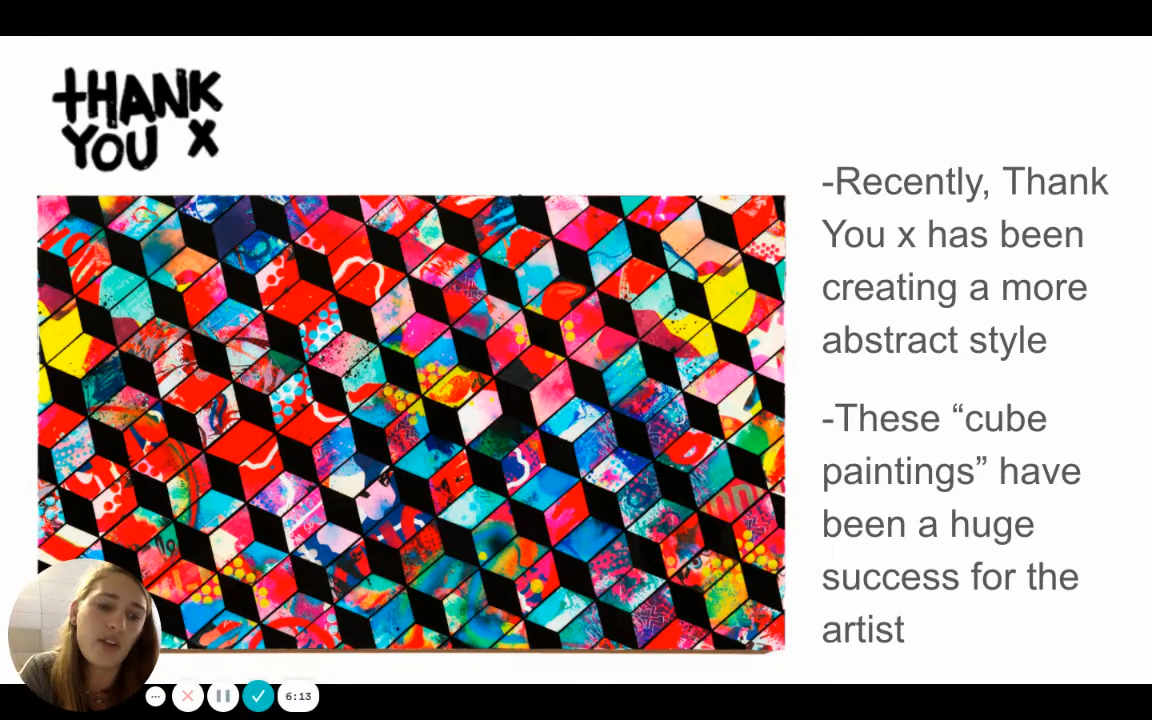 THANK
YOU X
-Recently, Thank
You x has been
creating a more
abstract style
-These “cube
paintings” have
been a huge
success for the
artist
6:13